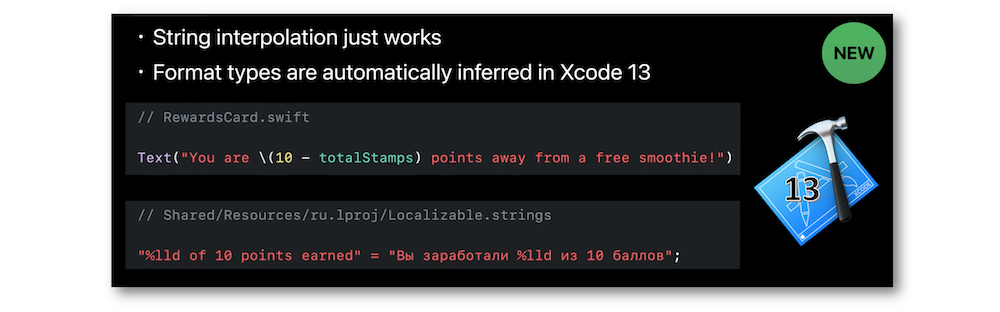 • String interpolation just works
• Format types are automatically inferred in Xcode 13
NEW
// RewardsCard.swift
Text("You are \(10 - totalStamps) points away from a free smoothie!")
13
XCODE
// Shared/Resources/ru.lproj/Localizable.strings
"%lld of 10 points earned" = "Вы заработали %lld из 10 баллов";